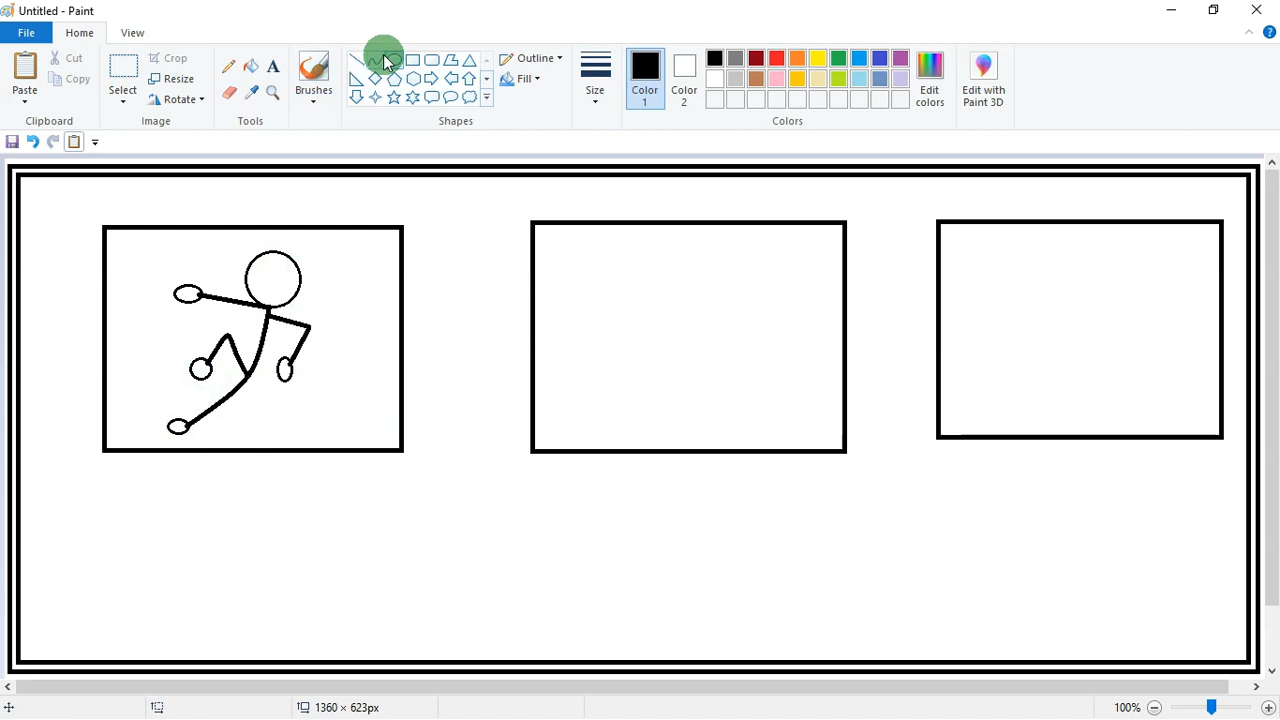 Untitled - Paint
File Home View
Paste
Cut
Copy
Clipboard
Select
Crop
Resize
Rotate
Image
A
Tools
Brushes
Shapes
Outline
Fill
Size
Color 1
Color 2
Colors
Edit colors
Edit with Paint 3D
1360 × 623px
100%